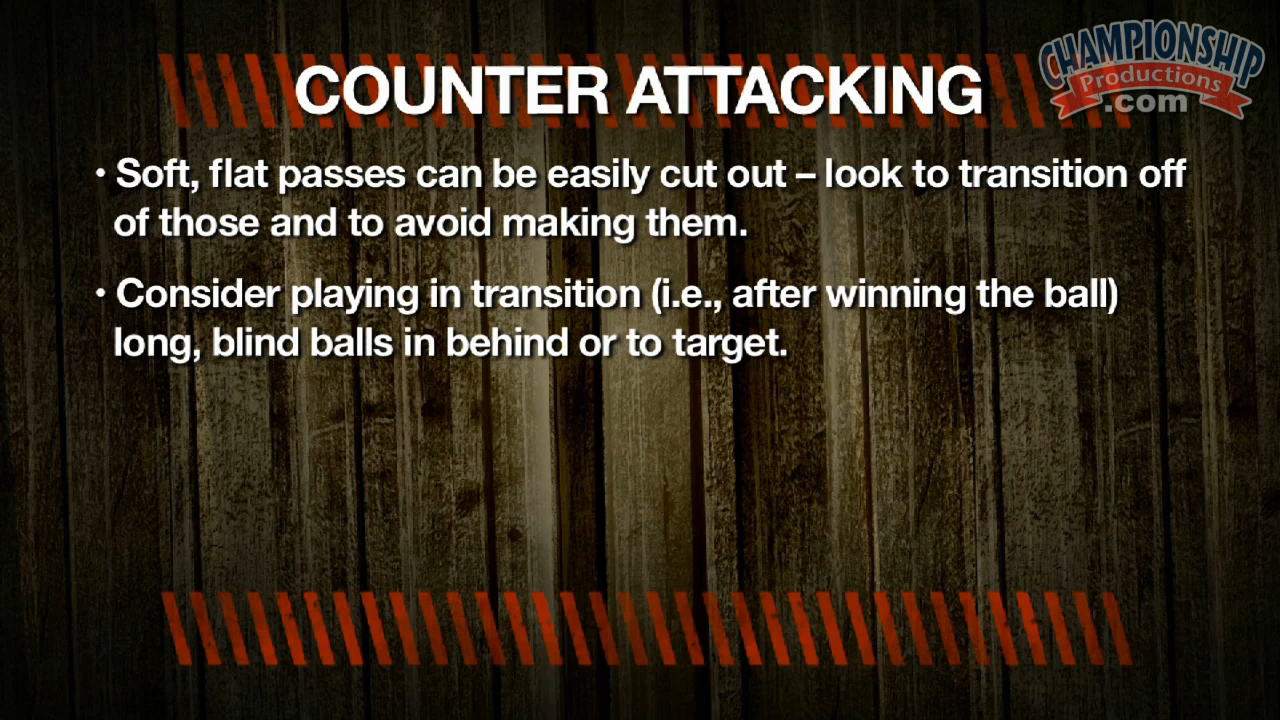 COUNTER ATTACKING
CHAMPIONSHIP
Productions
.com
• Soft, flat passes can be easily cut out – look to transition off
of those and to avoid making them.
• Consider playing in transition (i.e., after winning the ball)
long, blind balls in behind or to target.